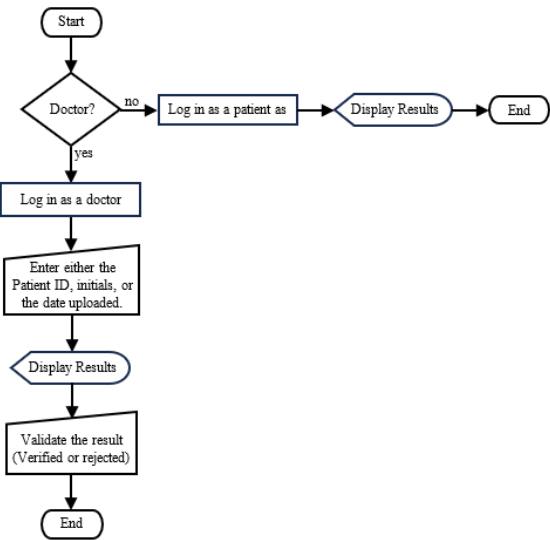 Start
Doctor?
no
Log in as a patient as
Display Results
End
yes
Log in as a doctor
Enter either the
Patient ID, initials, or
the date uploaded.
Display Results
Validate the result
(Verified or rejected)
End